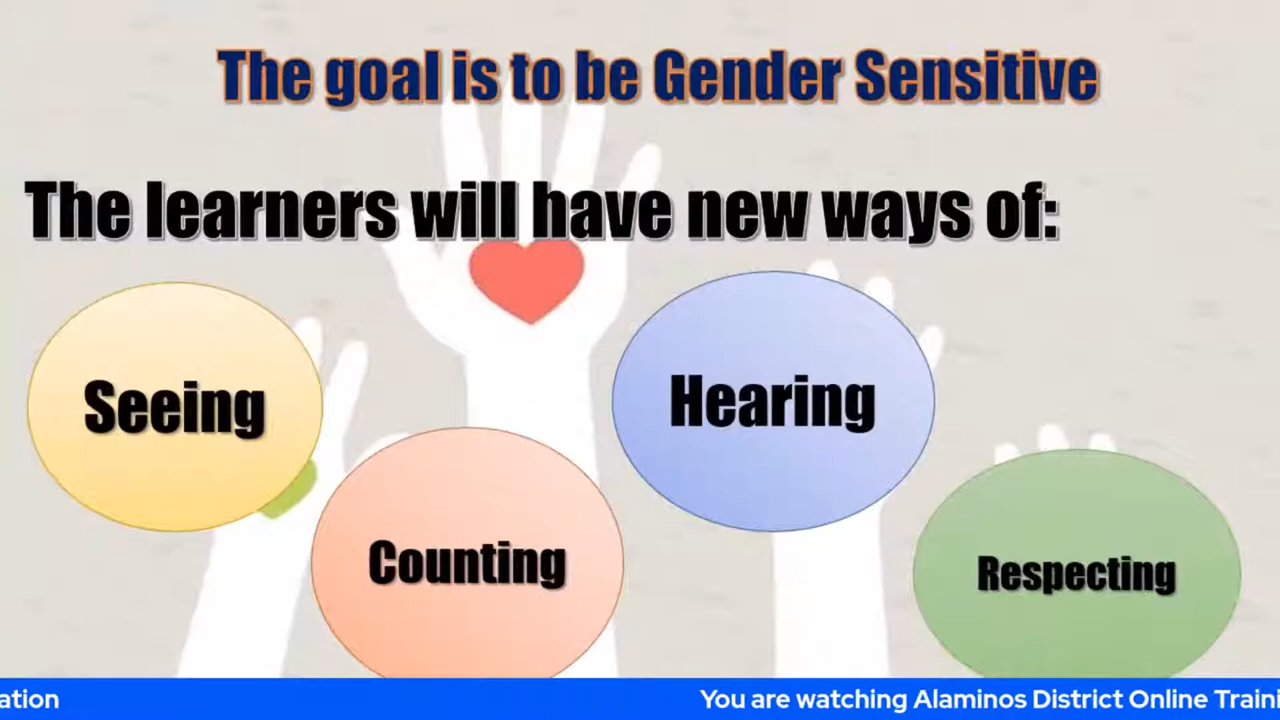 The goal is to be Gender Sensitive
The learners will have new ways of:
Seeing
Hearing
Counting
Respecting
ation
You are watching Alaminos District Online Traini